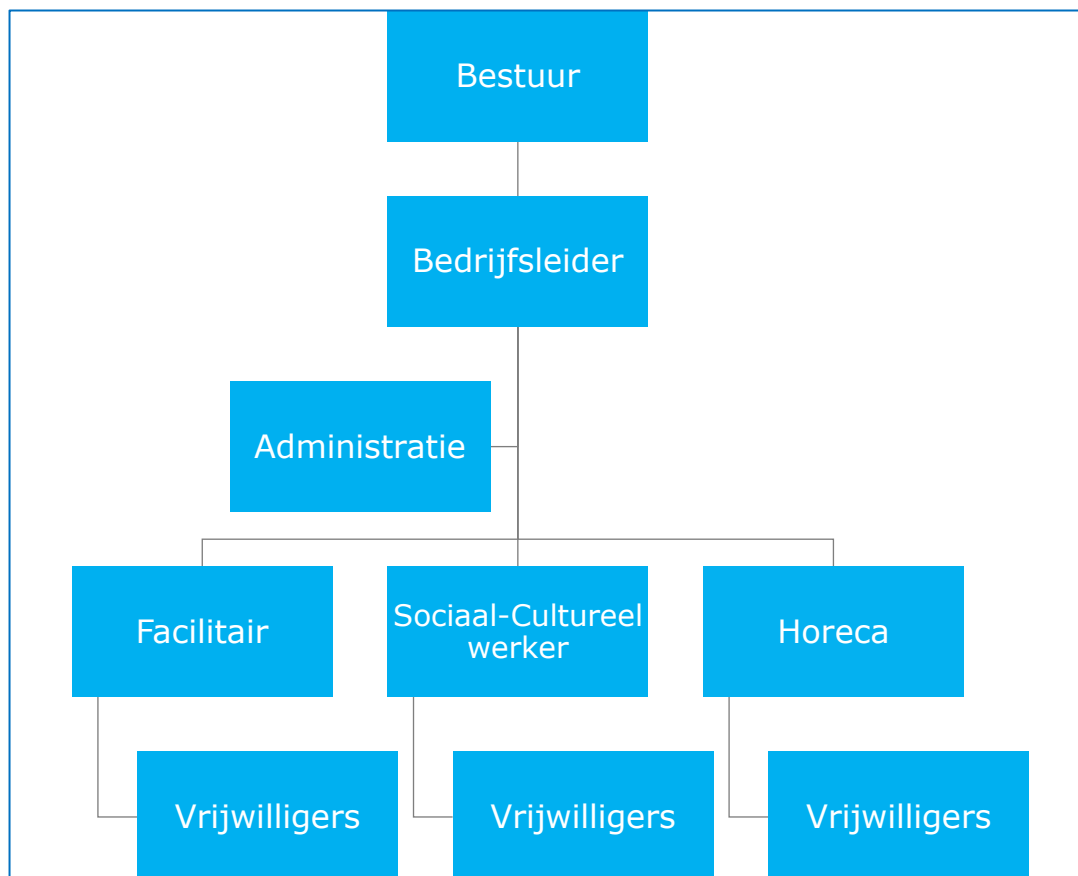 Bestuur
Bedrijfsleider
Administratie
Facilitair
Sociaal-Cultureel
werker
Horeca
Vrijwilligers
Vrijwilligers
Vrijwilligers